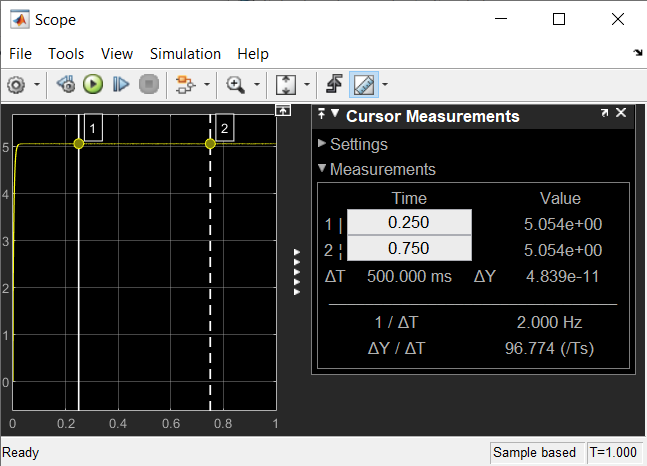 Scope
File Tools View Simulation Help
1 2
5
4
3
2
1
0
0 0.2 0.4 0.6 0.8 1
Cursor Measurements
Settings
Measurements
Time Value
1 | 0.250 5.054e+00
2 ¦ 0.750 5.054e+00
ΔT 500.000 ms ΔY 4.839e-11
1 / ΔT 2.000 Hz
ΔY / ΔT 96.774 (/Ts)
Ready Sample based T=1.000